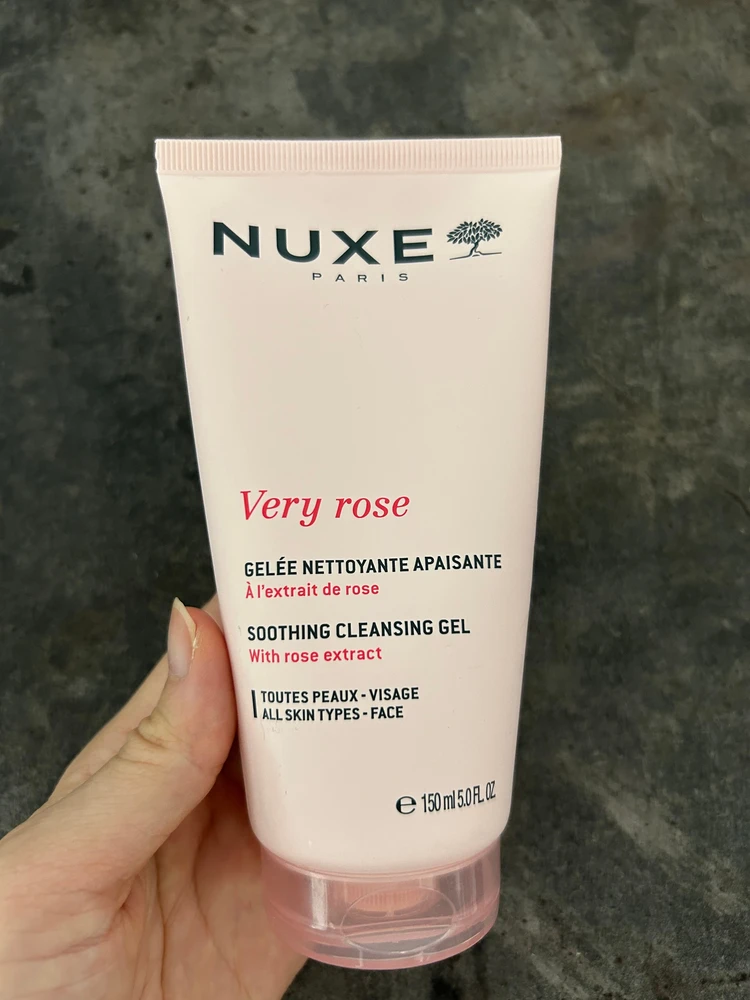 NUXE
PARIS
Very rose
GELÉE NETTOYANTE APAISANTE
À l'extrait de rose
SOOTHING CLEANSING GEL
With rose extract
TOUTES PEAUX - VISAGE
ALL SKIN TYPES - FACE
℮ 150 ml 5.0 FL. OZ